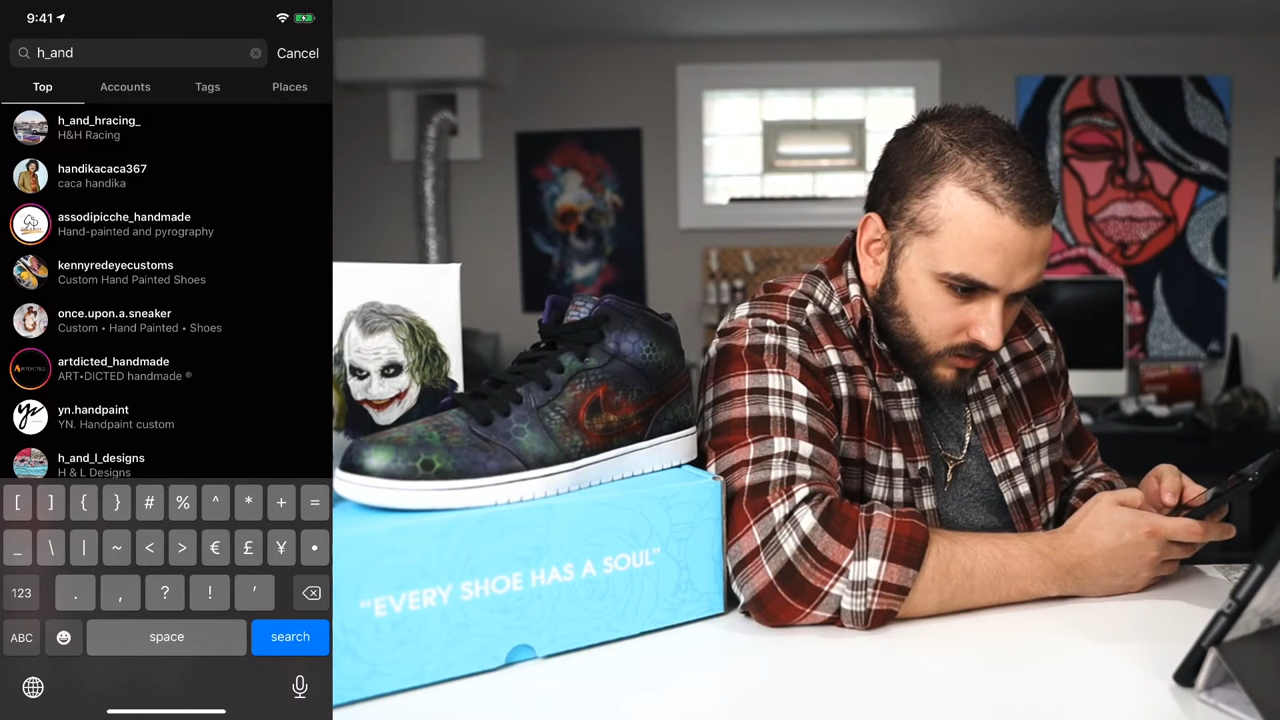 9:41
h_and
Cancel
Top Accounts Tags Places
h_and_hracing_
H&H Racing
handikacaca367
caca handika
assodipicche_handmade
Hand-painted and pyrography
kennyredeyecustoms
Custom Hand Painted Shoes
once.upon.a.sneaker
Custom • Hand Painted • Shoes
artdicted_handmade
ART•DICTED handmade ®
yn.handpaint
YN. Handpaint custom
h_and_l_designs
H & L Designs
[ ] { } # % ^ * + =
_ \ | ~ < > € £ ¥ •
123 . , ? ! ′
ABC space search
“EVERY SHOE HAS A SOUL”